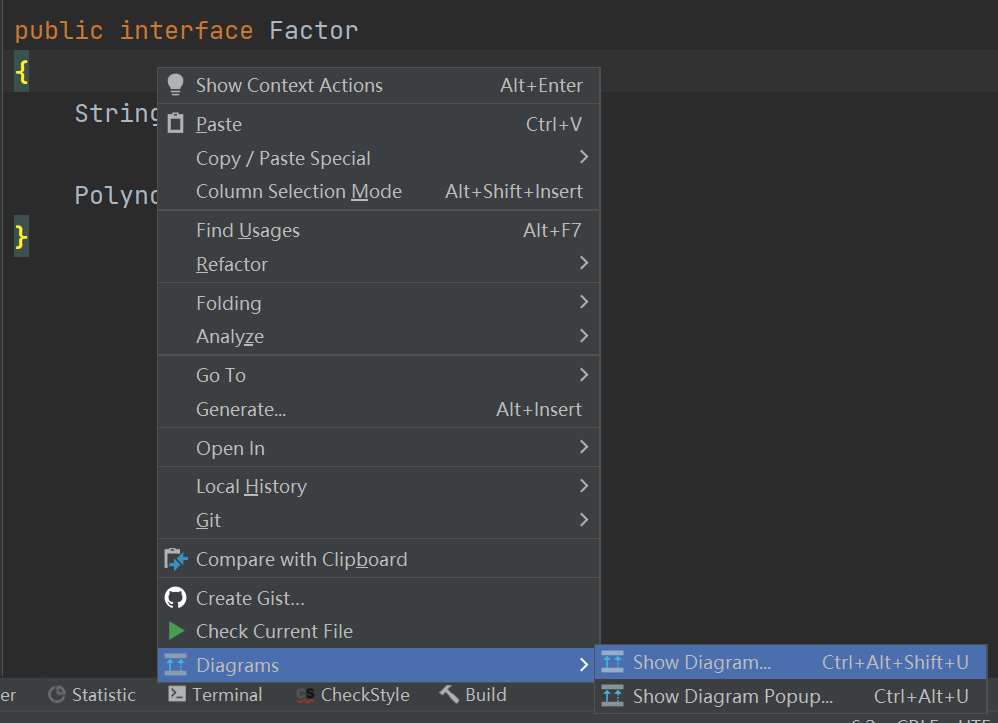 public interface Factor
{
String
}
Show Context Actions Alt+Enter
Paste Ctrl+V
Copy / Paste Special
Column Selection Mode Alt+Shift+Insert
Find Usages Alt+F7
Refactor
Folding
Analyze
Go To
Generate... Alt+Insert
Open In
Local History
Git
Compare with Clipboard
Create Gist...
Check Current File
Diagrams
Show Diagram... Ctrl+Alt+Shift+U
Show Diagram Popup... Ctrl+Alt+U
er Statistic Terminal CheckStyle Build